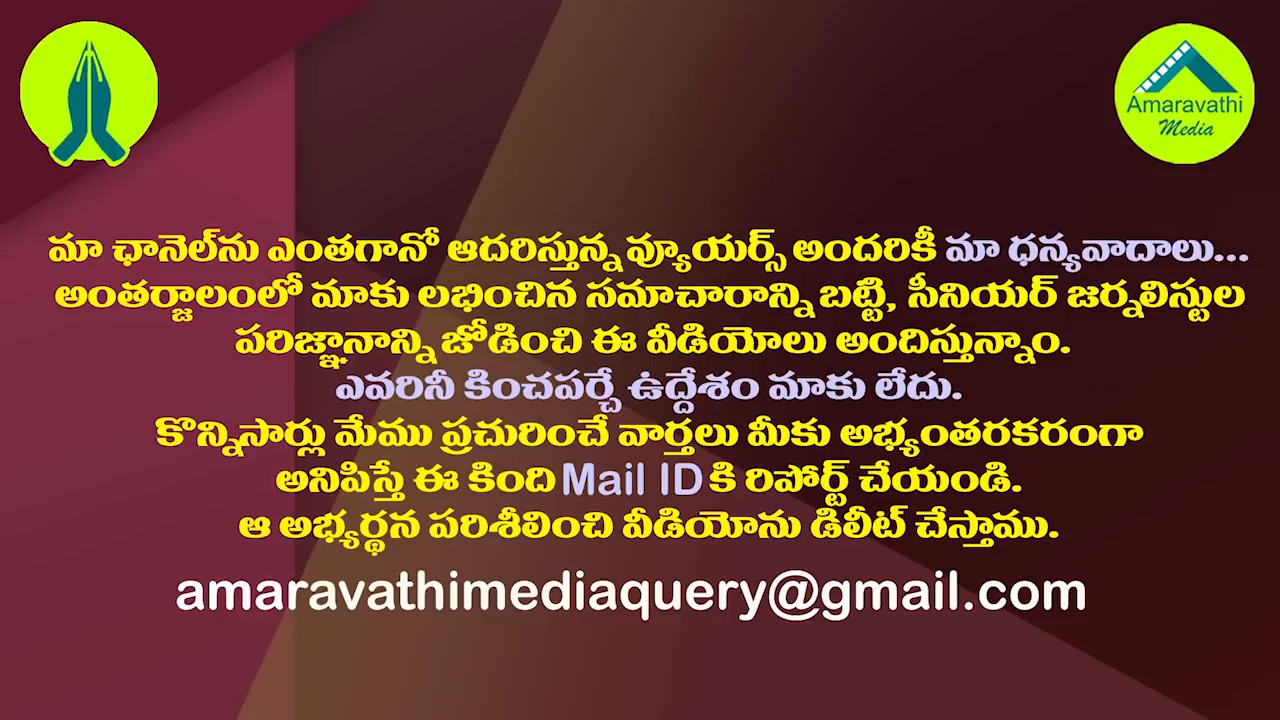 Amaravathi
Media
మా ఛానెల్‌ను ఎంతగానో ఆదరిస్తున్న వ్యూయర్స్ అందరికీ మా ధన్యవాదాలు...
అంతర్జాలంలో మాకు లభించిన సమాచారాన్ని బట్టి, సీనియర్ జర్నలిస్టుల
పరిజ్ఞానాన్ని జోడించి ఈ వీడియోలు అందిస్తున్నాం.
ఎవరినీ కించపర్చే ఉద్దేశం మాకు లేదు.
కొన్నిసార్లు మేము ప్రచురించే వార్తలు మీకు అభ్యంతరకరంగా
అనిపిస్తే ఈ కింది Mail ID కి రిపోర్ట్ చేయండి.
ఆ అభ్యర్థన పరిశీలించి వీడియోను డిలీట్ చేస్తాము.
amaravathimediaquery@gmail.com